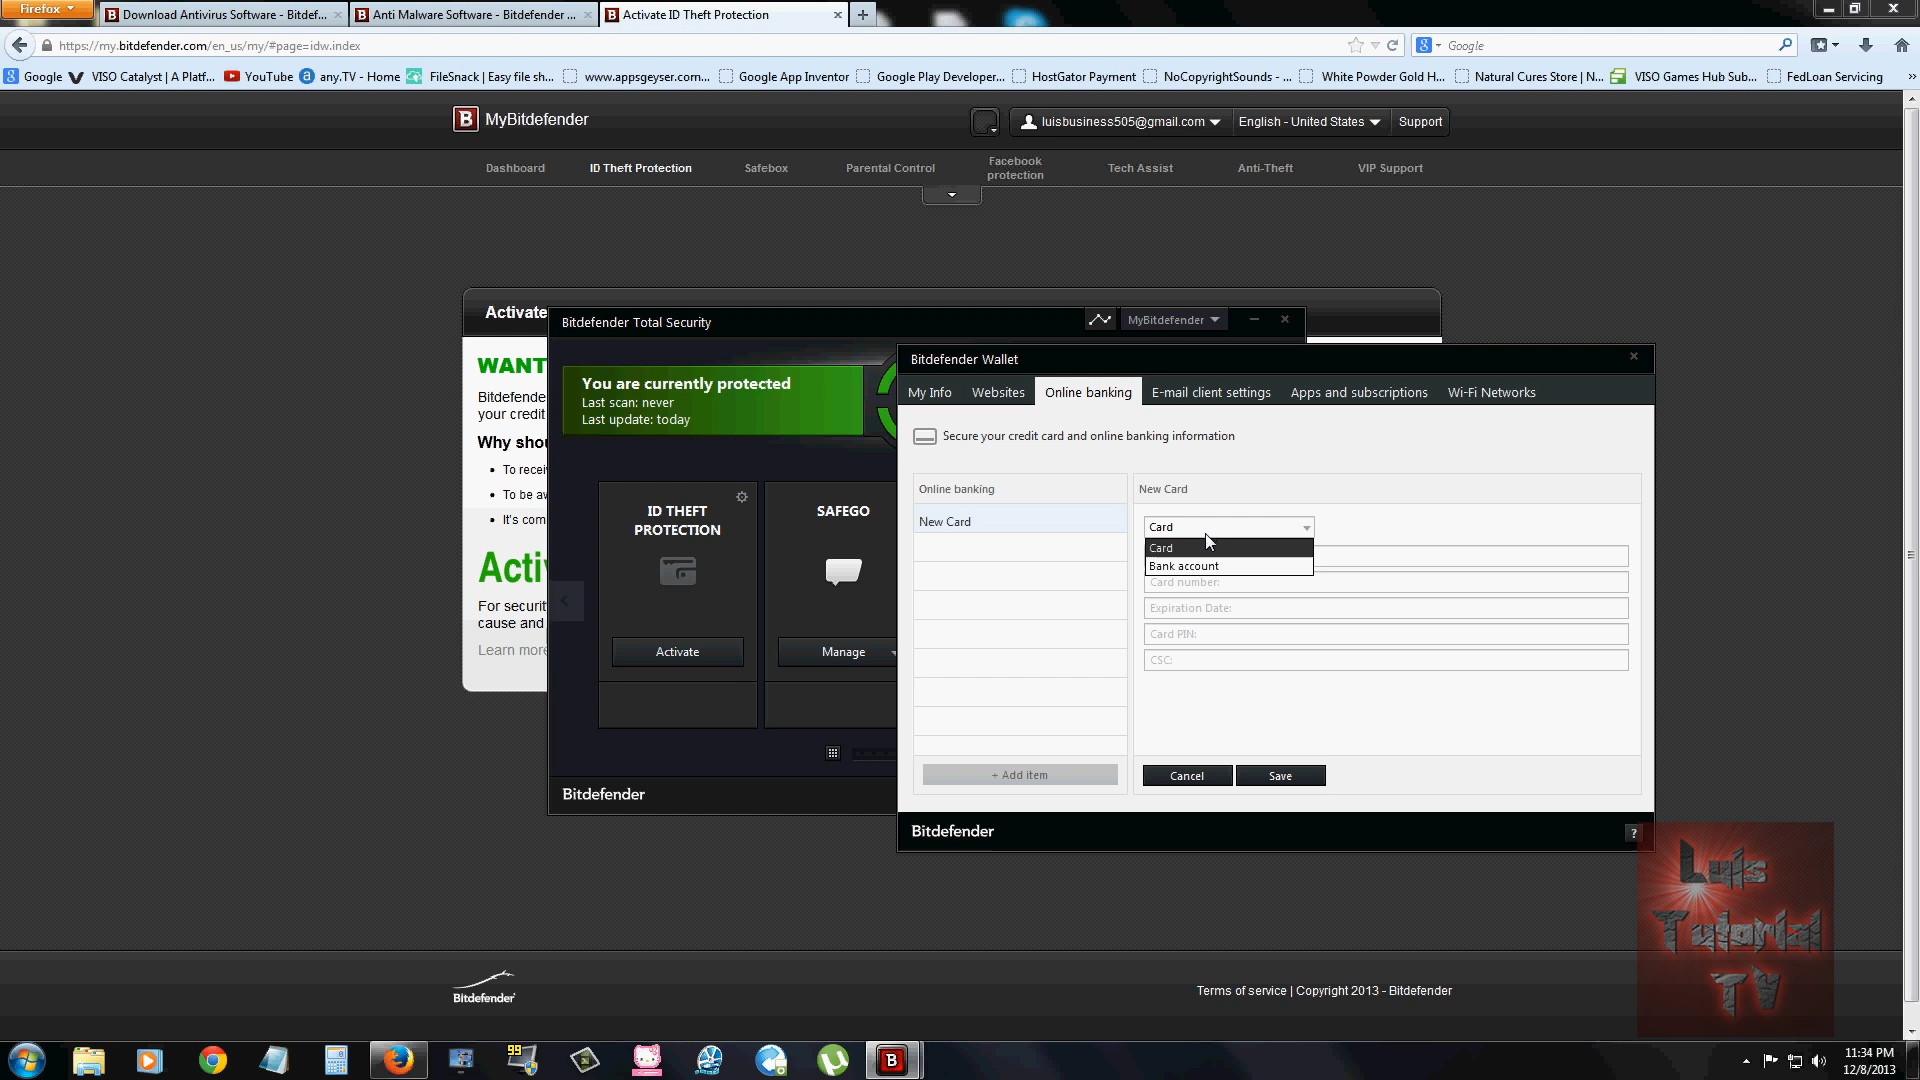 Firefox
Download Antivirus Software - Bitdef...
Anti Malware Software - Bitdefender ...
Activate ID Theft Protection
https://my.bitdefender.com/en_us/my/#page=idw.index
Google
Google
VISO Catalyst | A Platf...
YouTube
any.TV - Home
FileSnack | Easy file sh...
www.appsgeyser.com...
Google App Inventor
Google Play Developer...
HostGator Payment
NoCopyrightSounds - ...
White Powder Gold H...
Natural Cures Store | N...
VISO Games Hub Sub...
FedLoan Servicing
MyBitdefender
luisbusiness505@gmail.com
English - United States
Support
Dashboard
ID Theft Protection
Safebox
Parental Control
Facebook
protection
Tech Assist
Anti-Theft
VIP Support
Activate
WANT
Bitdefende
your credit
Why shou
To recei
To be av
It's com
Activ
For securit
cause and
Learn more
Bitdefender Total Security
MyBitdefender
You are currently protected
Last scan: never
Last update: today
ID THEFT
PROTECTION
Activate
SAFEGO
Manage
Bitdefender
Bitdefender Wallet
My Info
Websites
Online banking
E-mail client settings
Apps and subscriptions
Wi-Fi Networks
Secure your credit card and online banking information
Online banking
New Card
+ Add item
New Card
Card
Card
Bank account
Card number:
Expiration Date:
Card PIN:
CSC:
Cancel
Save
Bitdefender
?
Luis
Tutorial
TV
Bitdefender
Terms of service | Copyright 2013 - Bitdefender
99
11:34 PM
12/8/2013